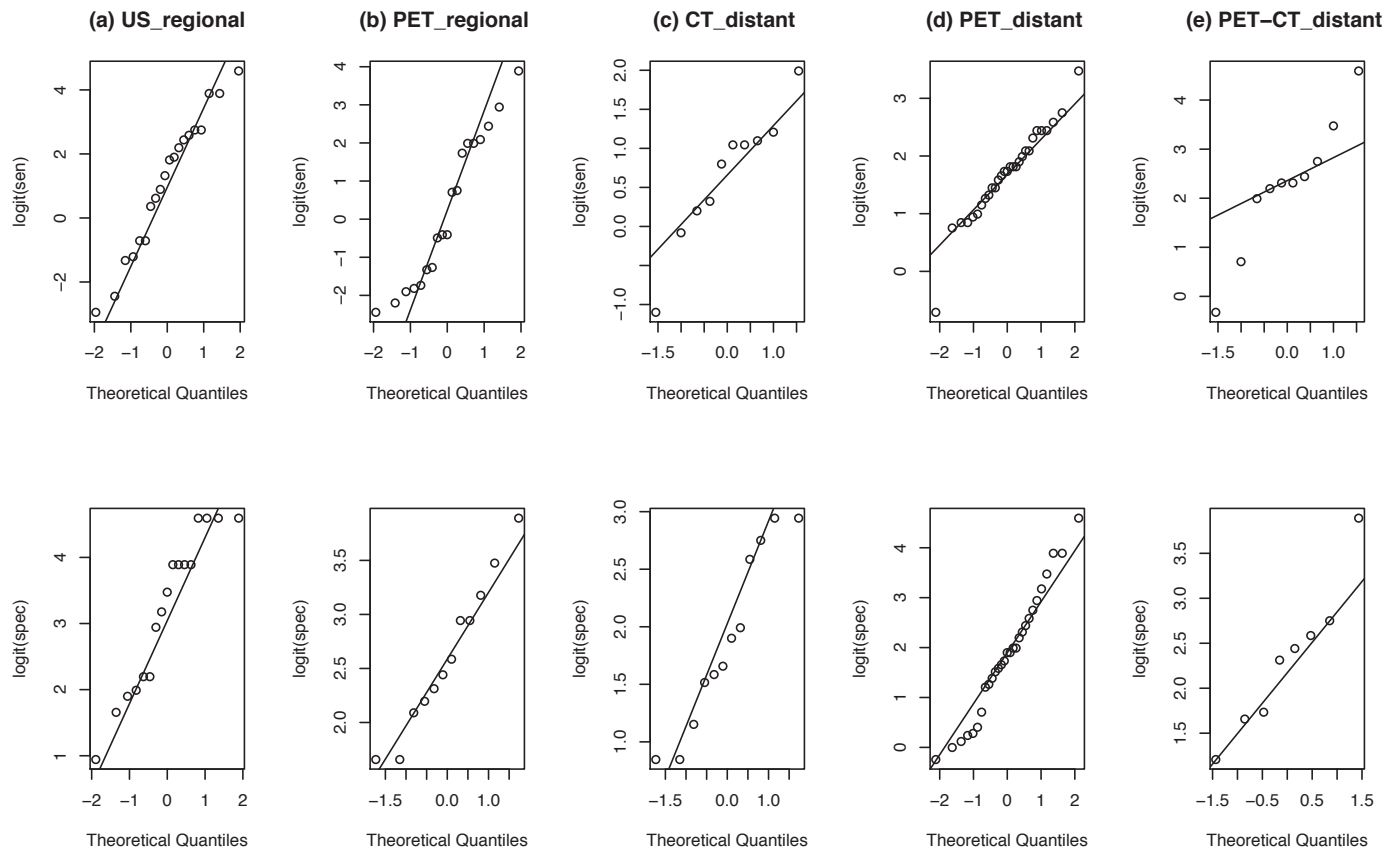 (a) US_regional (b) PET_regional (c) CT_distant (d) PET_distant (e) PET−CT_distant
logit(sen) logit(sen) logit(sen) logit(sen) logit(sen)
4 2 0 −2
4 3 2 1 0 −1 −2
2.0 1.5 1.0 0.5 0.0 −1.0
3 2 1 0
4 3 2 1 0
−2 −1 0 1 2 −2 −1 0 1 2 −1.5 0.0 1.0 −2 −1 0 1 2 −1.5 0.0 1.0
Theoretical Quantiles Theoretical Quantiles Theoretical Quantiles Theoretical Quantiles Theoretical Quantiles
logit(spec) logit(spec) logit(spec) logit(spec) logit(spec)
4 3 2 1
3.5 3.0 2.5 2.0
3.0 2.5 2.0 1.5 1.0
4 3 2 1 0
3.5 3.0 2.5 2.0 1.5
−2 −1 0 1 2 −1.5 0.0 1.0 −1.5 0.0 1.0 −2 −1 0 1 2 −1.5 −0.5 0.5 1.5
Theoretical Quantiles Theoretical Quantiles Theoretical Quantiles Theoretical Quantiles Theoretical Quantiles